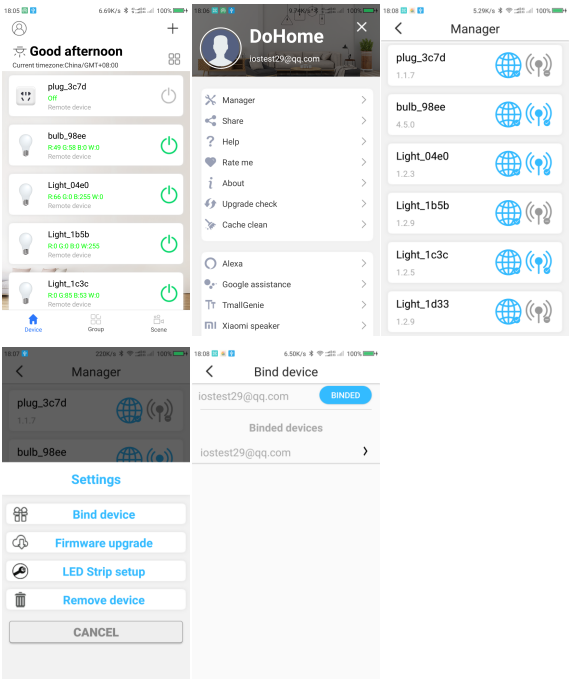 18:05
6.69K/s
100%
Good afternoon
Current timezone:China/GMT+08:00
plug_3c7d
Off
Remote device
bulb_98ee
R:49 G:58 B:0 W:0
Remote device
Light_04e0
R:66 G:0 B:255 W:0
Remote device
Light_1b5b
R:0 G:0 B:0 W:255
Remote device
Light_1c3c
R:0 G:85 B:53 W:0
Remote device
Device
Group
Scene
18:06
9.74K/s
100%
DoHome
iostest29@qq.com
Manager
Share
Help
Rate me
About
Upgrade check
Cache clean
Alexa
Google assistance
TmallGenie
Xiaomi speaker
18:08
5.29K/s
100%
Manager
plug_3c7d
1.1.7
bulb_98ee
4.5.0
Light_04e0
1.2.3
Light_1b5b
1.2.9
Light_1c3c
1.2.5
Light_1d33
1.2.9
18:07
220K/s
100%
Manager
plug_3c7d
1.1.7
bulb_98ee
Settings
Bind device
Firmware upgrade
LED Strip setup
Remove device
CANCEL
18:08
6.50K/s
100%
Bind device
iostest29@qq.com
BINDED
Binded devices
iostest29@qq.com